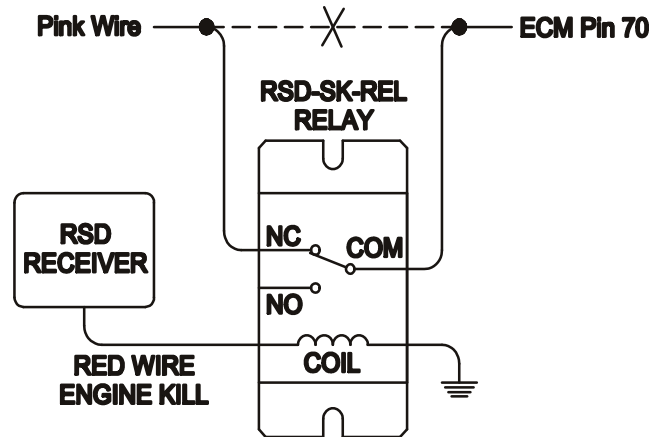 Pink Wire
ECM Pin 70
RSD-SK-REL
RELAY
RSD
RECEIVER
NC
COM
NO
COIL
RED WIRE
ENGINE KILL